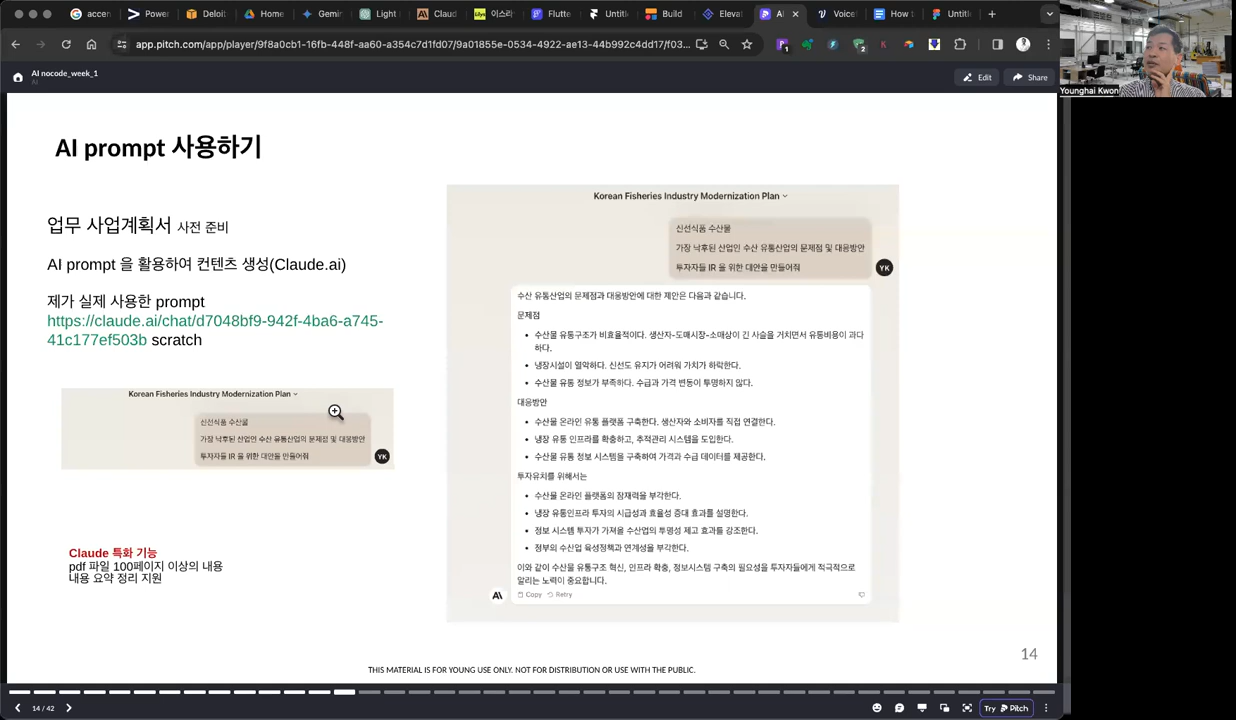 accen
Powe
Deloi
Home
Gemi
Light
Claud
이스라
Flutte
Untitl
Build
Elevat
AI
Voice
How t
Untitl
app.pitch.com/app/player/9f8a0cb1-16fb-448f-aa60-a354c7d1fd07/9a01855e-0534-4922-ae13-44b992c4dd17/f03...
AI nocode_week_1
AI
Edit
Share
Younghai Kwon
AI prompt 사용하기
업무 사업계획서 사전 준비
AI prompt 을 활용하여 컨텐츠 생성(Claude.ai)
제가 실제 사용한 prompt
https://claude.ai/chat/d7048bf9-942f-4ba6-a745-
41c177ef503b scratch
Korean Fisheries Industry Modernization Plan
신선식품 수산물
가장 낙후된 산업인 수산 유통산업의 문제점 및 대응방안
투자자들 IR 을 위한 대안을 만들어줘
YK
Claude 특화 기능
pdf 파일 100페이지 이상의 내용
내용 요약 정리 지원
Korean Fisheries Industry Modernization Plan
신선식품 수산물
가장 낙후된 산업인 수산 유통산업의 문제점 및 대응방안
투자자들 IR 을 위한 대안을 만들어줘
YK
수산 유통산업의 문제점과 대응방안에 대한 제안은 다음과 같습니다.
문제점
• 수산물 유통구조가 비효율적이다. 생산자-도매시장-소매상이 긴 사슬을 거치면서 유통비용이 과다
하다.
• 냉장시설이 열악하다. 신선도 유지가 어려워 가치가 하락한다.
• 수산물 유통 정보가 부족하다. 수급과 가격 변동이 투명하지 않다.
대응방안
• 수산물 온라인 유통 플랫폼 구축한다. 생산자와 소비자를 직접 연결한다.
• 냉장 유통 인프라를 확충하고, 추적관리 시스템을 도입한다.
• 수산물 유통 정보 시스템을 구축하여 가격과 수급 데이터를 제공한다.
투자유치를 위해서는
• 수산물 온라인 플랫폼의 잠재력을 부각한다.
• 냉장 유통인프라 투자의 시급성과 효율성 증대 효과를 설명한다.
• 정보 시스템 투자가 가져올 수산업의 투명성 제고 효과를 강조한다.
• 정부의 수산업 육성정책과 연계성을 부각한다.
이와 같이 수산물 유통구조 혁신, 인프라 확충, 정보시스템 구축의 필요성을 투자자들에게 적극적으로
알리는 노력이 중요합니다.
Copy Retry
14
THIS MATERIAL IS FOR YOUNG USE ONLY. NOT FOR DISTRIBUTION OR USE WITH THE PUBLIC.
14 / 42
Try Pitch